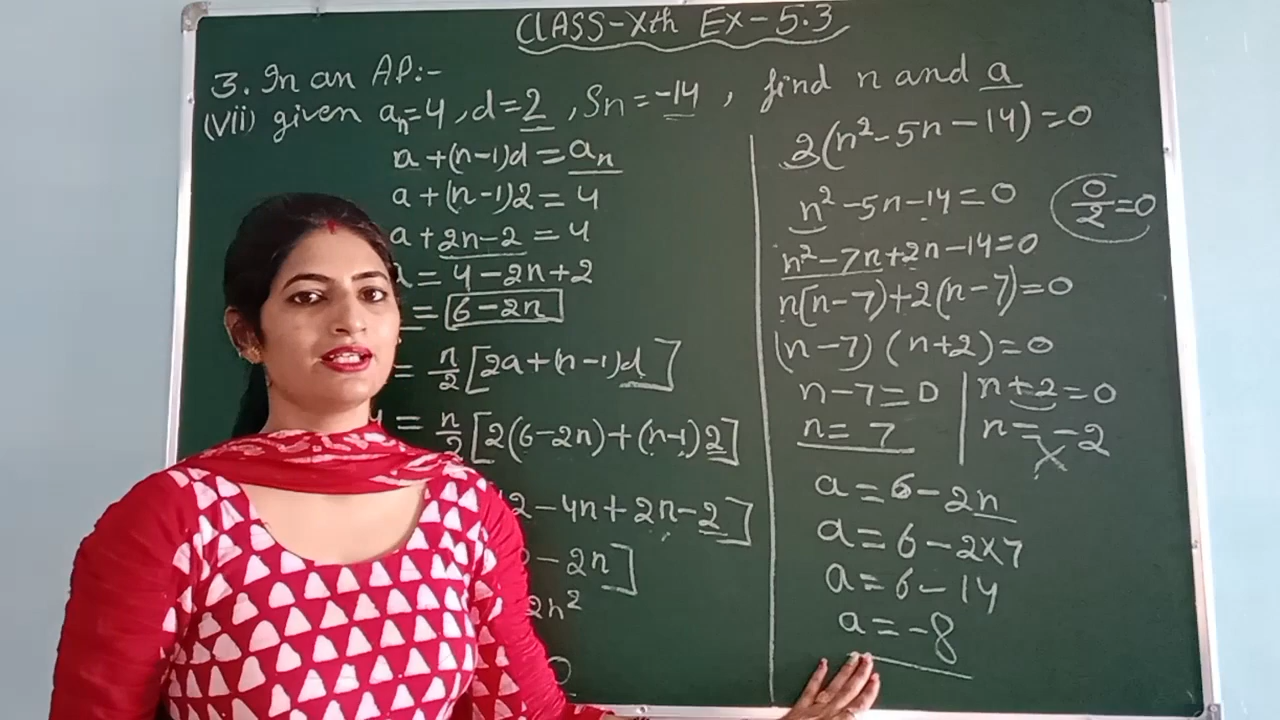 CLASS-Xth Ex-5.3
3. In an AP:-
(vii) given an=4, d=2, Sn=-14, find n and a
a+(n-1)d=an
a+(n-1)2=4
a+2n-2=4
=4-2n+2
=6-2n
=n/2[2a+(n-1)d]
=n/2[2(6-2n)+(n-1)2]
2-4n+2n-2]
-2n]
2n²
0
2(n²-5n-14)=0
n²-5n-14=0
0/2=0
n²-7n+2n-14=0
n(n-7)+2(n-7)=0
(n-7)(n+2)=0
n-7=0 | n+2=0
n=7 | n=-2
a=6-2n
a=6-2×7
a=6-14
a=-8